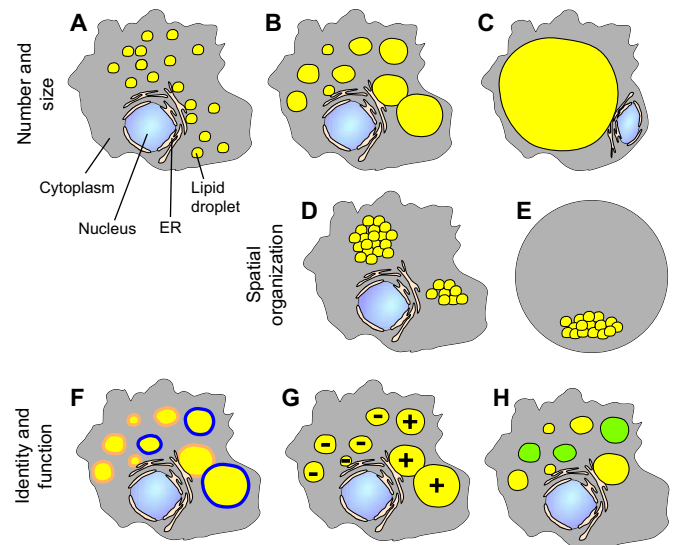 A
B
C
Number and
size
Cytoplasm
Nucleus
ER
Lipid
droplet
D
E
Spatial
organization
F
G
H
Identity and
function
- +
- - +
- - +